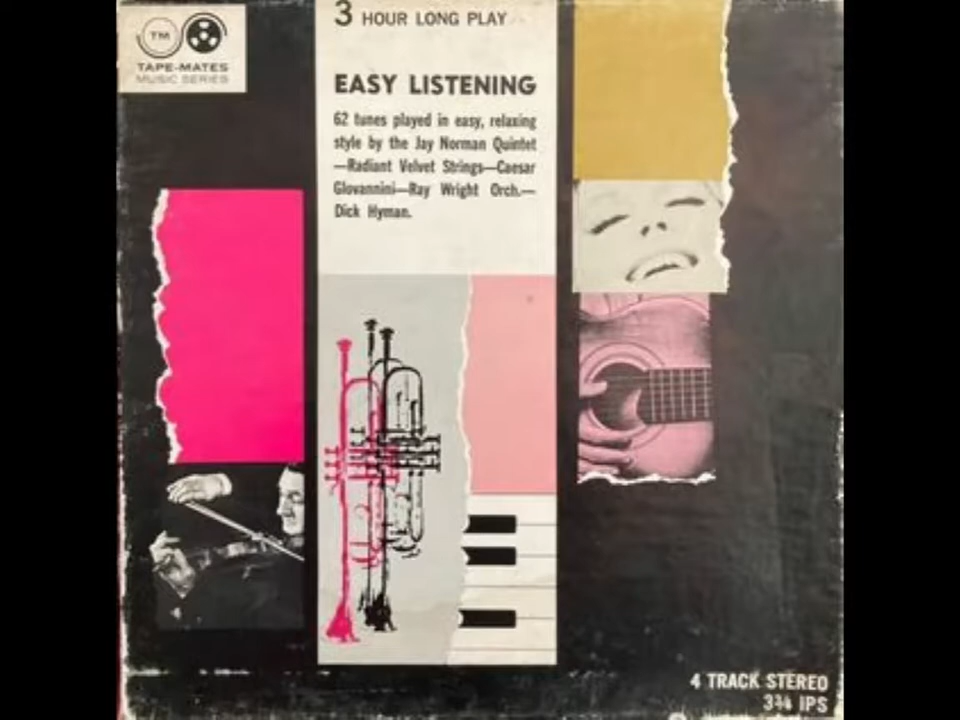 TM
TAPE-MATES
MUSIC SERIES
3 HOUR LONG PLAY
EASY LISTENING
62 tunes played in easy, relaxing
style by the Jay Norman Quintet
—Radiant Velvet Strings—Caesar
Giovannini—Ray Wright Orch.—
Dick Hyman.
4 TRACK STEREO
3¾ IPS